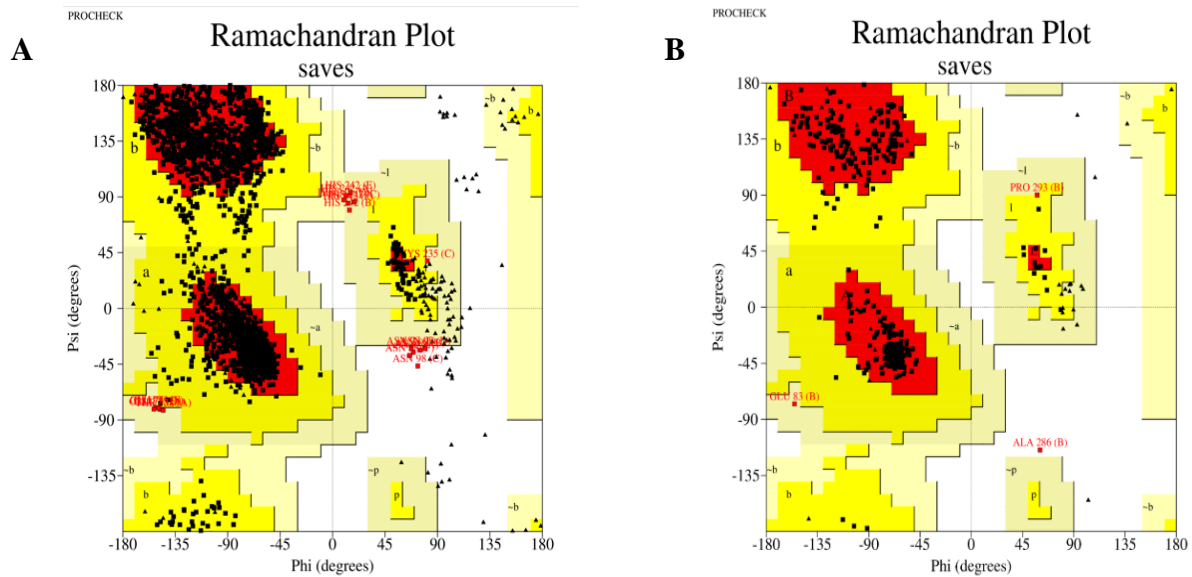 PROCHECK
A
Ramachandran Plot
saves
180
135
90
45
0
-45
-90
-135
-180
-135
-90
-45
0
45
90
135
180
Psi (degrees)
Phi (degrees)
b
~b
~b
b
~l
l
a
~a
~b
b
~p
p
~b
HIS 242 (E)
(B)
LYS 235 (C)
ASN 98 (C)
PROCHECK
B
Ramachandran Plot
saves
180
135
90
45
0
-45
-90
-135
-180
-135
-90
-45
0
45
90
135
180
Psi (degrees)
Phi (degrees)
B
b
~b
~b
b
~l
PRO 293 (B)
l
a
A
~a
GLU 83 (B)
ALA 286 (B)
~b
b
~p
p
~b